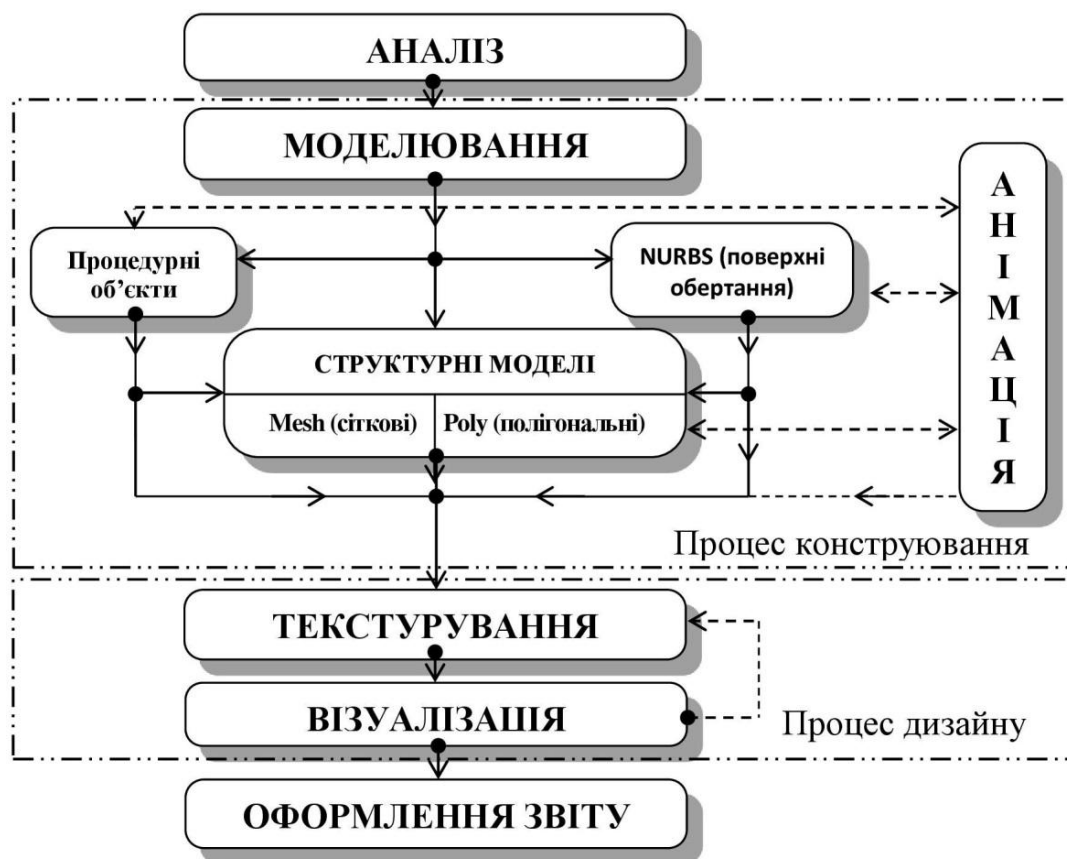 АНАЛІЗ
МОДЕЛЮВАННЯ
Процедурні
об’єкти
NURBS (поверхні
обертання)
СТРУКТУРНІ МОДЕЛІ
Mesh (сіткові)
Poly (полігональні)
А
Н
І
М
А
Ц
І
Я
Процес конструювання
ТЕКСТУРУВАННЯ
ВІЗУАЛІЗАЦІЯ
Процес дизайну
ОФОРМЛЕННЯ ЗВІТУ